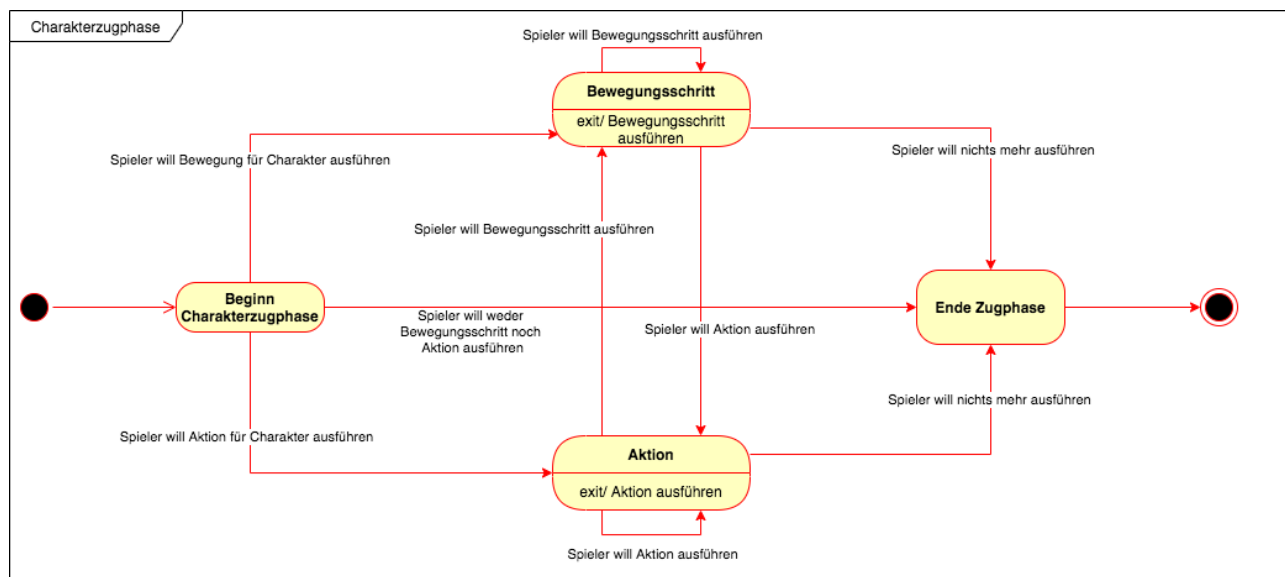 Charakterzugphase
Spieler will Bewegungsschritt ausführen
Bewegungsschritt
exit/ Bewegungsschritt
ausführen
Spieler will Bewegung für Charakter ausführen
Spieler will nichts mehr ausführen
Spieler will Bewegungsschritt ausführen
Beginn
Charakterzugphase
Ende Zugphase
Spieler will weder
Bewegungsschritt noch
Aktion ausführen
Spieler will Aktion ausführen
Spieler will nichts mehr ausführen
Spieler will Aktion für Charakter ausführen
Aktion
exit/ Aktion ausführen
Spieler will Aktion ausführen